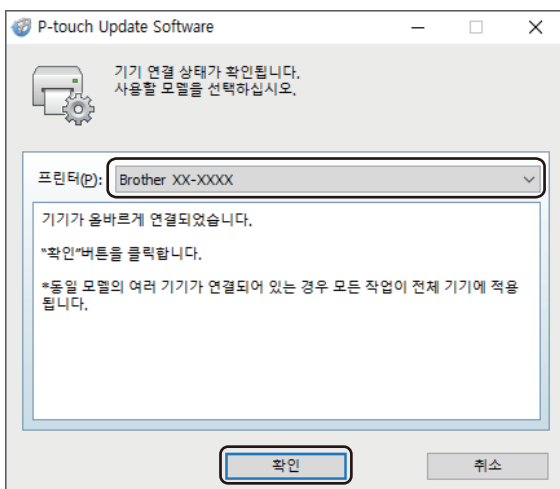 P-touch Update Software
기기 연결 상태가 확인됩니다.
사용할 모델을 선택하십시오.
프린터(P): Brother XX-XXXX
기기가 올바르게 연결되었습니다.
“확인”버튼을 클릭합니다.
*동일 모델의 여러 기기가 연결되어 있는 경우 모든 작업이 전체 기기에 적용
됩니다.
확인 취소